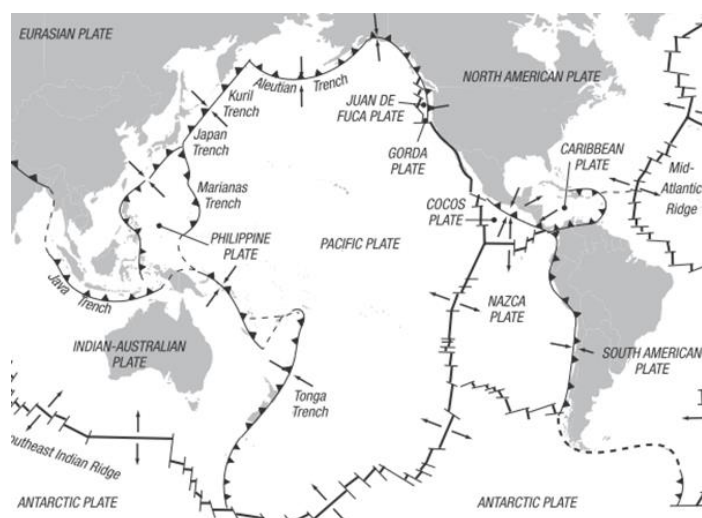 EURASIAN PLATE
Aleutian Trench
NORTH AMERICAN PLATE
Kuril
Trench
JUAN DE
FUCA PLATE
Japan
Trench
GORDA
PLATE
CARIBBEAN
PLATE
Mid-
Atlantic
Ridge
Marianas
Trench
COCOS
PLATE
PHILIPPINE
PLATE
PACIFIC PLATE
Java Trench
NAZCA
PLATE
INDIAN-AUSTRALIAN
PLATE
SOUTH AMERICAN
PLATE
Tonga
Trench
outheast Indian Ridge
ANTARCTIC PLATE
ANTARCTIC PLATE